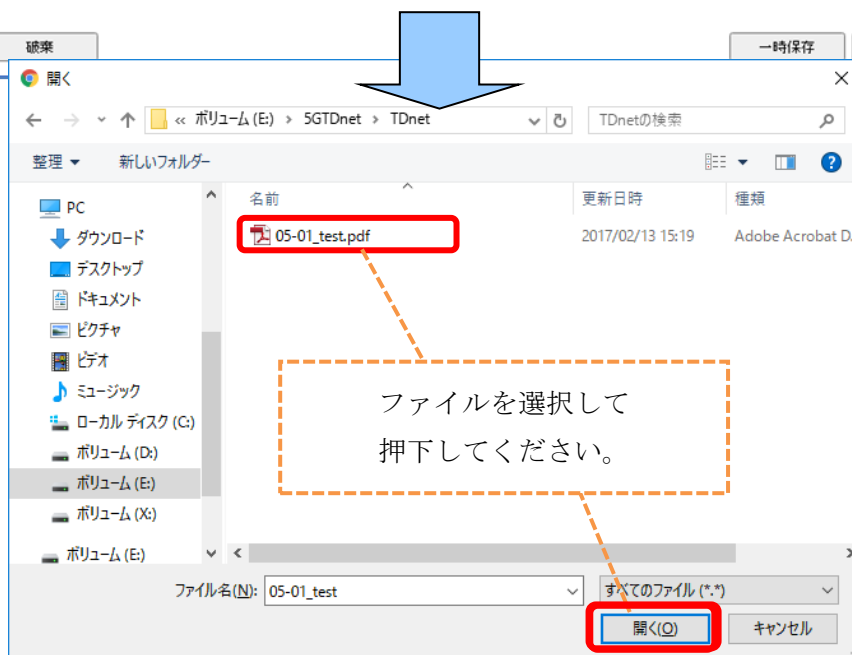 破棄
一時保存
開く
« ボリューム (E:) › 5GTDnet › TDnet
TDnetの検索
整理
新しいフォルダー
名前
更新日時
種類
PC
ダウンロード
デスクトップ
ドキュメント
ピクチャ
ビデオ
ミュージック
ローカル ディスク (C:)
ボリューム (D:)
ボリューム (E:)
ボリューム (X:)
ボリューム (E:)
05-01_test.pdf
2017/02/13 15:19
Adobe Acrobat D
ファイルを選択して
押下してください。
ファイル名(N):
05-01_test
すべてのファイル (*.*)
開く(O)
キャンセル